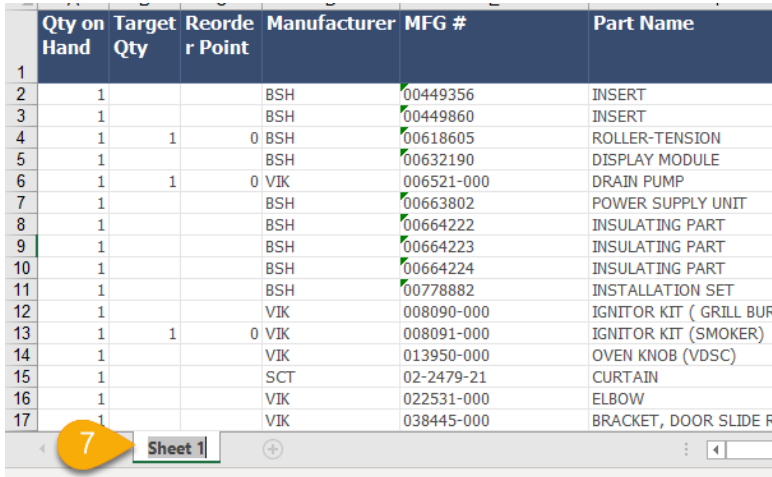 Qty on Hand Target Qty Reorde r Point Manufacturer MFG # Part Name
1
2 1 BSH 00449356 INSERT
3 1 BSH 00449860 INSERT
4 1 1 0 BSH 00618605 ROLLER-TENSION
5 1 BSH 00632190 DISPLAY MODULE
6 1 1 0 VIK 006521-000 DRAIN PUMP
7 1 BSH 00663802 POWER SUPPLY UNIT
8 1 BSH 00664222 INSULATING PART
9 1 BSH 00664223 INSULATING PART
10 1 BSH 00664224 INSULATING PART
11 1 BSH 00778882 INSTALLATION SET
12 1 VIK 008090-000 IGNITOR KIT ( GRILL BUR
13 1 1 0 VIK 008091-000 IGNITOR KIT (SMOKER)
14 1 VIK 013950-000 OVEN KNOB (VDSC)
15 1 SCT 02-2479-21 CURTAIN
16 1 VIK 022531-000 ELBOW
17 1 VIK 038445-000 BRACKET, DOOR SLIDE R
7 Sheet 1